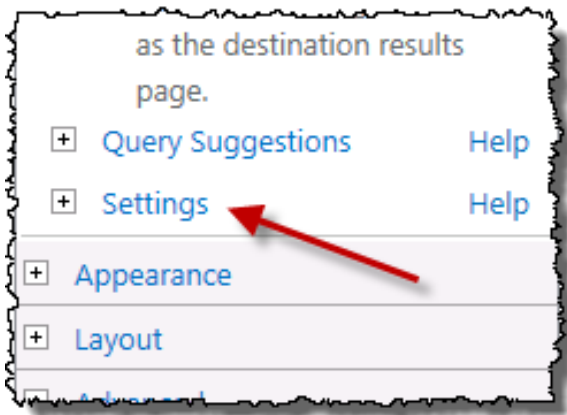 as the destination results
page.
Query Suggestions Help
Settings Help
Appearance
Layout